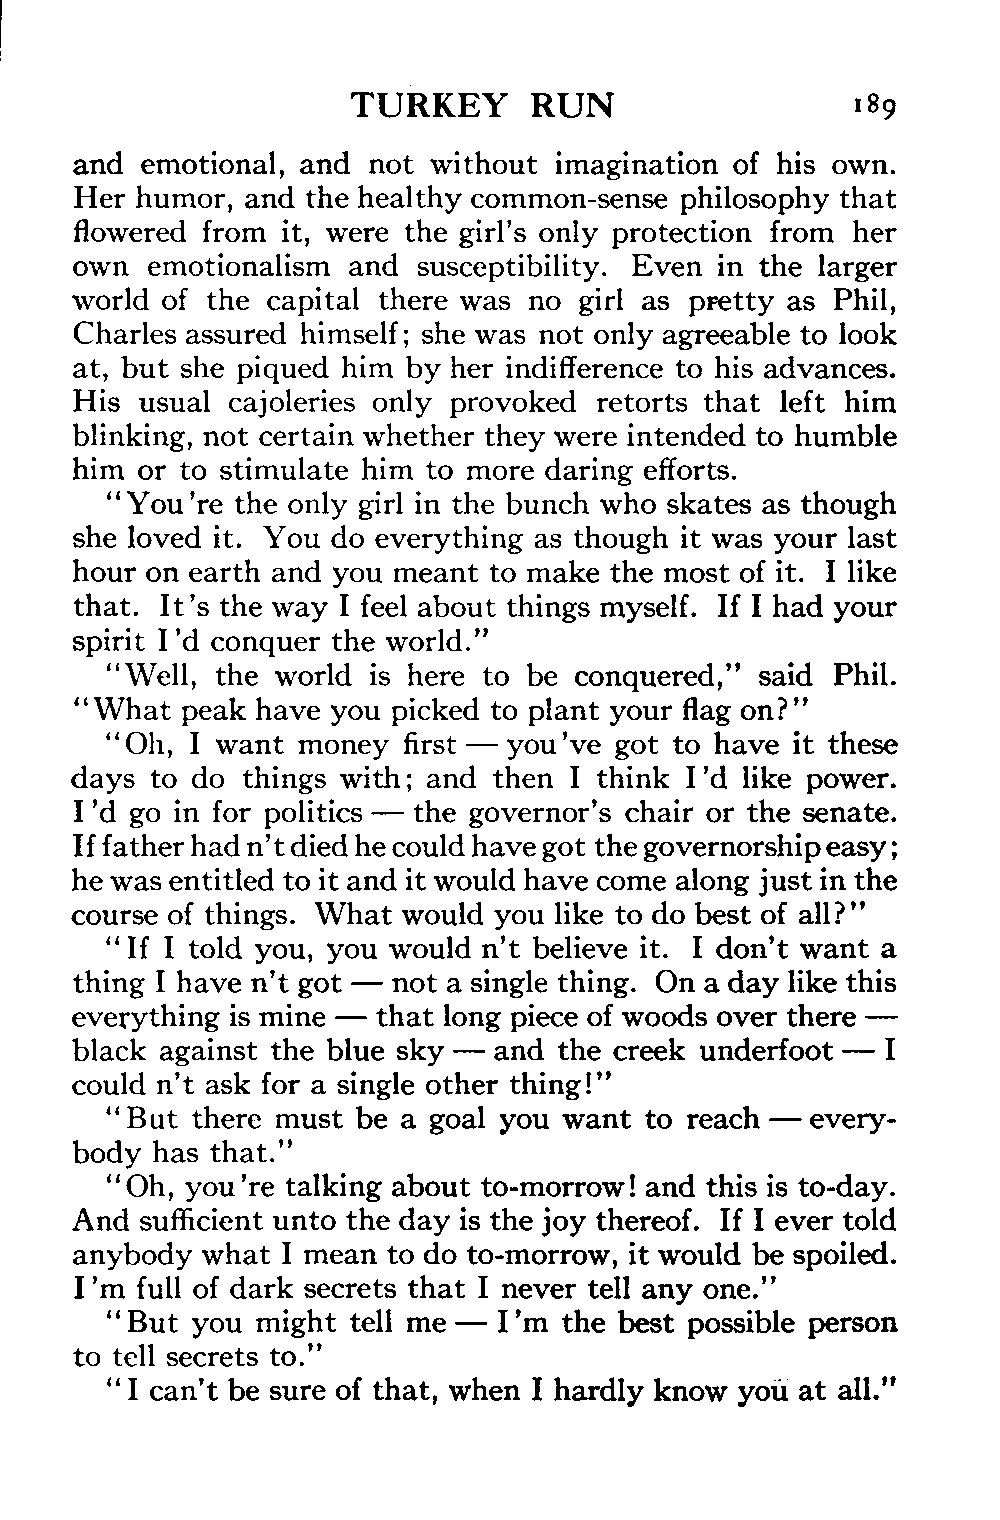 TURKEY RUN 189
and emotional, and not without imagination of his own.
Her humor, and the healthy common-sense philosophy that
flowered from it, were the girl's only protection from her
own emotionalism and susceptibility. Even in the larger
world of the capital there was no girl as pretty as Phil,
Charles assured himself; she was not only agreeable to look
at, but she piqued him by her indifference to his advances.
His usual cajoleries only provoked retorts that left him
blinking, not certain whether they were intended to humble
him or to stimulate him to more daring efforts.
"You 're the only girl in the bunch who skates as though
she loved it. You do everything as though it was your last
hour on earth and you meant to make the most of it. I like
that. It 's the way I feel about things myself. If I had your
spirit I 'd conquer the world."
"Well, the world is here to be conquered," said Phil.
"What peak have you picked to plant your flag on?"
"Oh, I want money first — you 've got to have it these
days to do things with; and then I think I 'd like power.
I 'd go in for politics — the governor's chair or the senate.
If father had n't died he could have got the governorship easy;
he was entitled to it and it would have come along just in the
course of things. What would you like to do best of all?"
"If I told you, you would n't believe it. I don't want a
thing I have n't got — not a single thing. On a day like this
everything is mine — that long piece of woods over there —
black against the blue sky — and the creek underfoot — I
could n't ask for a single other thing!"
"But there must be a goal you want to reach — every-
body has that."
"Oh, you 're talking about to-morrow! and this is to-day.
And sufficient unto the day is the joy thereof. If I ever told
anybody what I mean to do to-morrow, it would be spoiled.
I 'm full of dark secrets that I never tell any one."
"But you might tell me — I 'm the best possible person
to tell secrets to."
"I can't be sure of that, when I hardly know you at all."